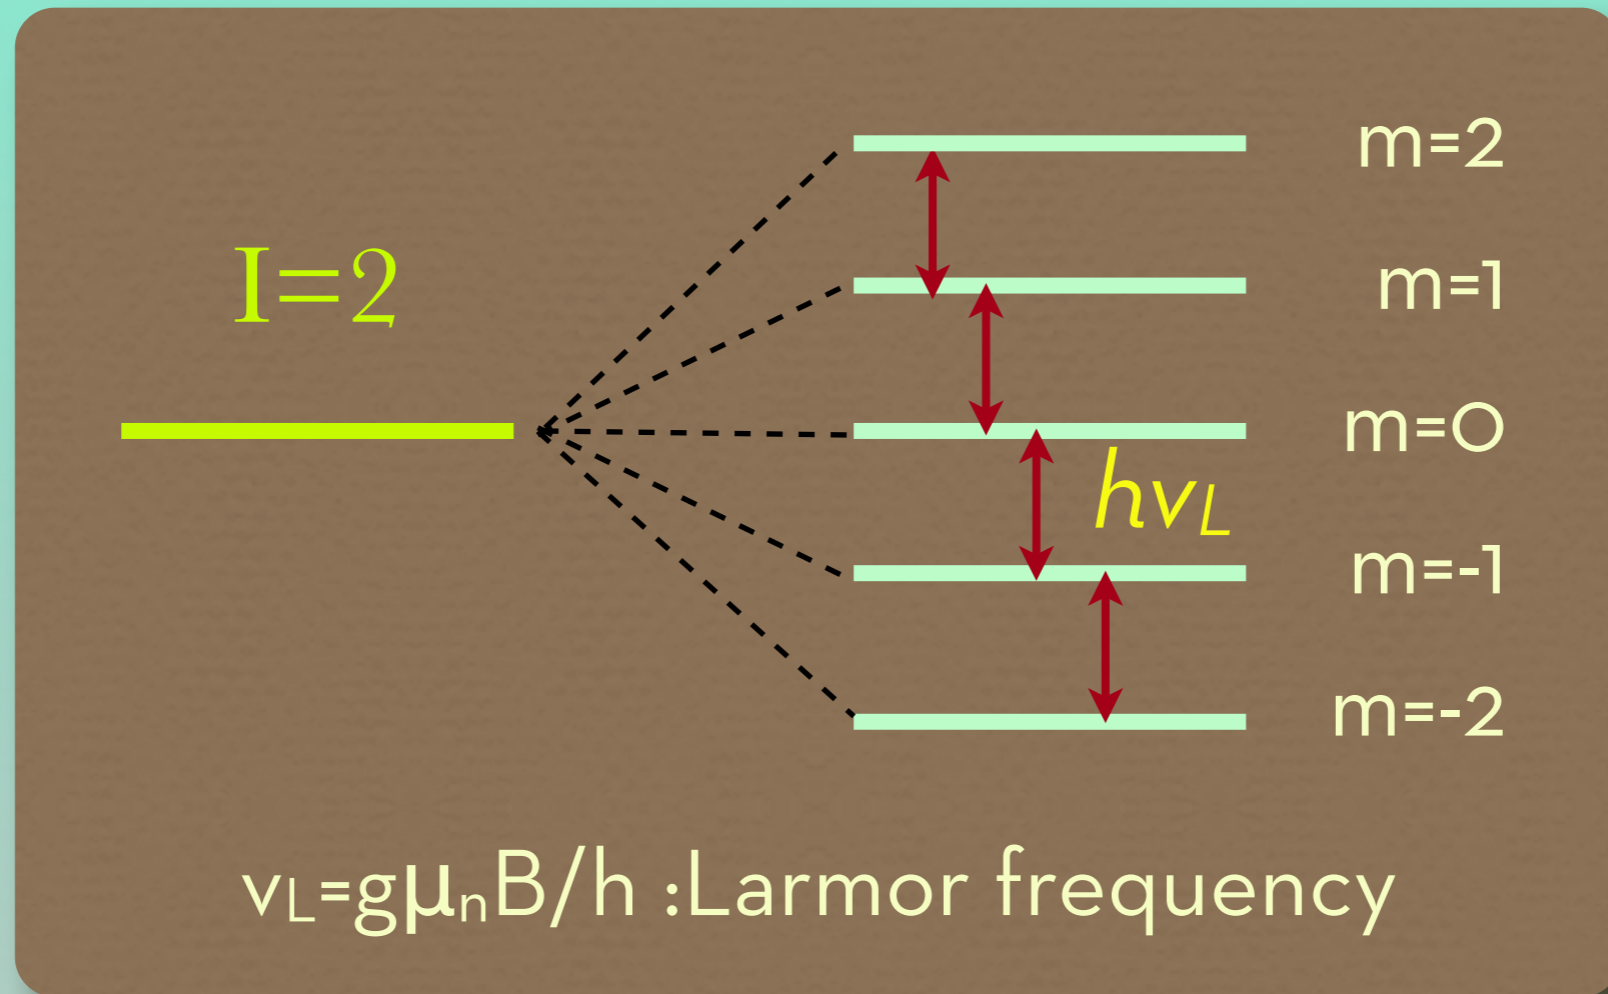 m=2
I=2
m=1
m=0
hνL
m=-1
m=-2
νL=gμnB/h :Larmor frequency